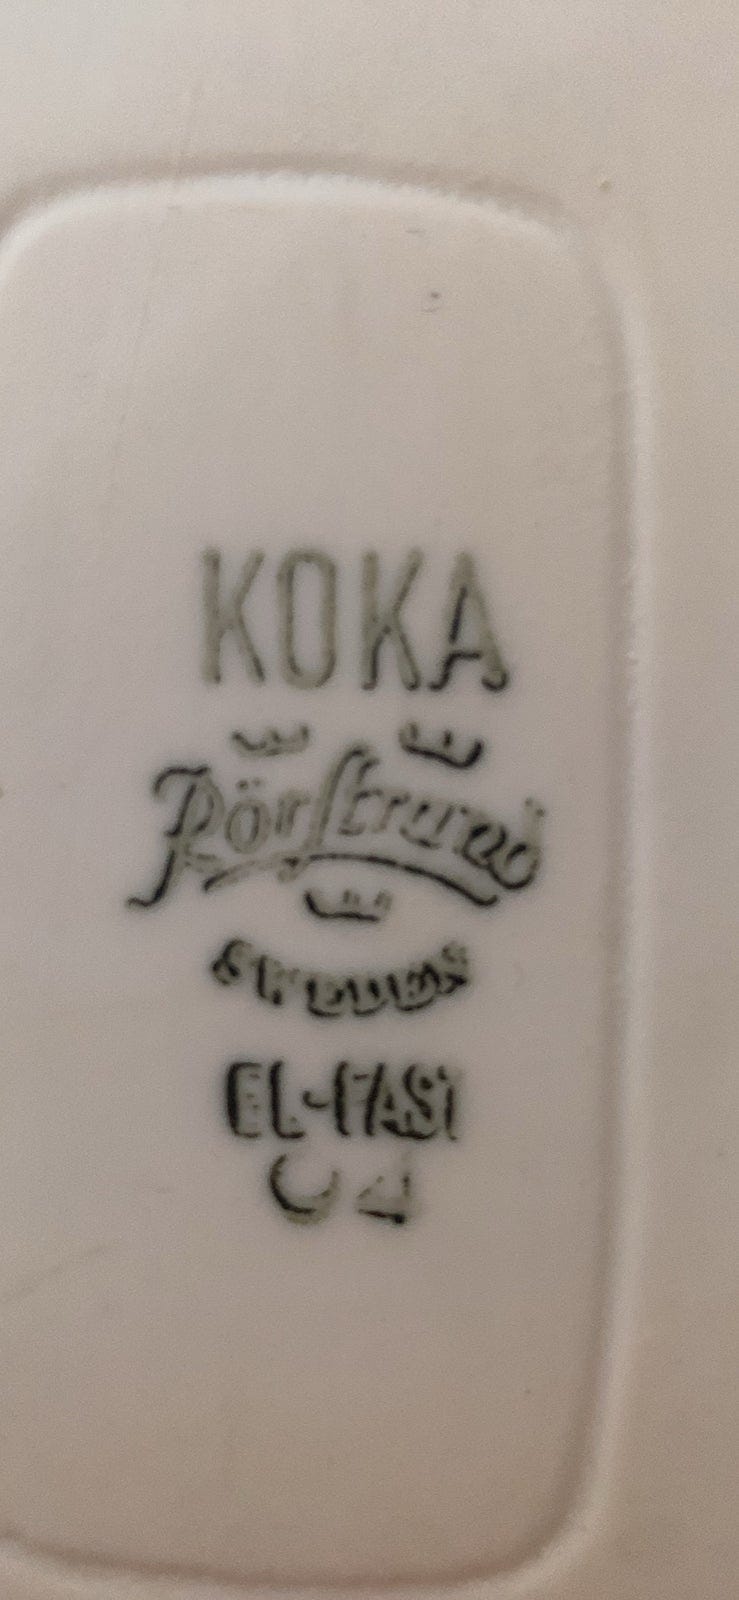 KOKA
Rörstrand
SWEDEN
EL-FAST